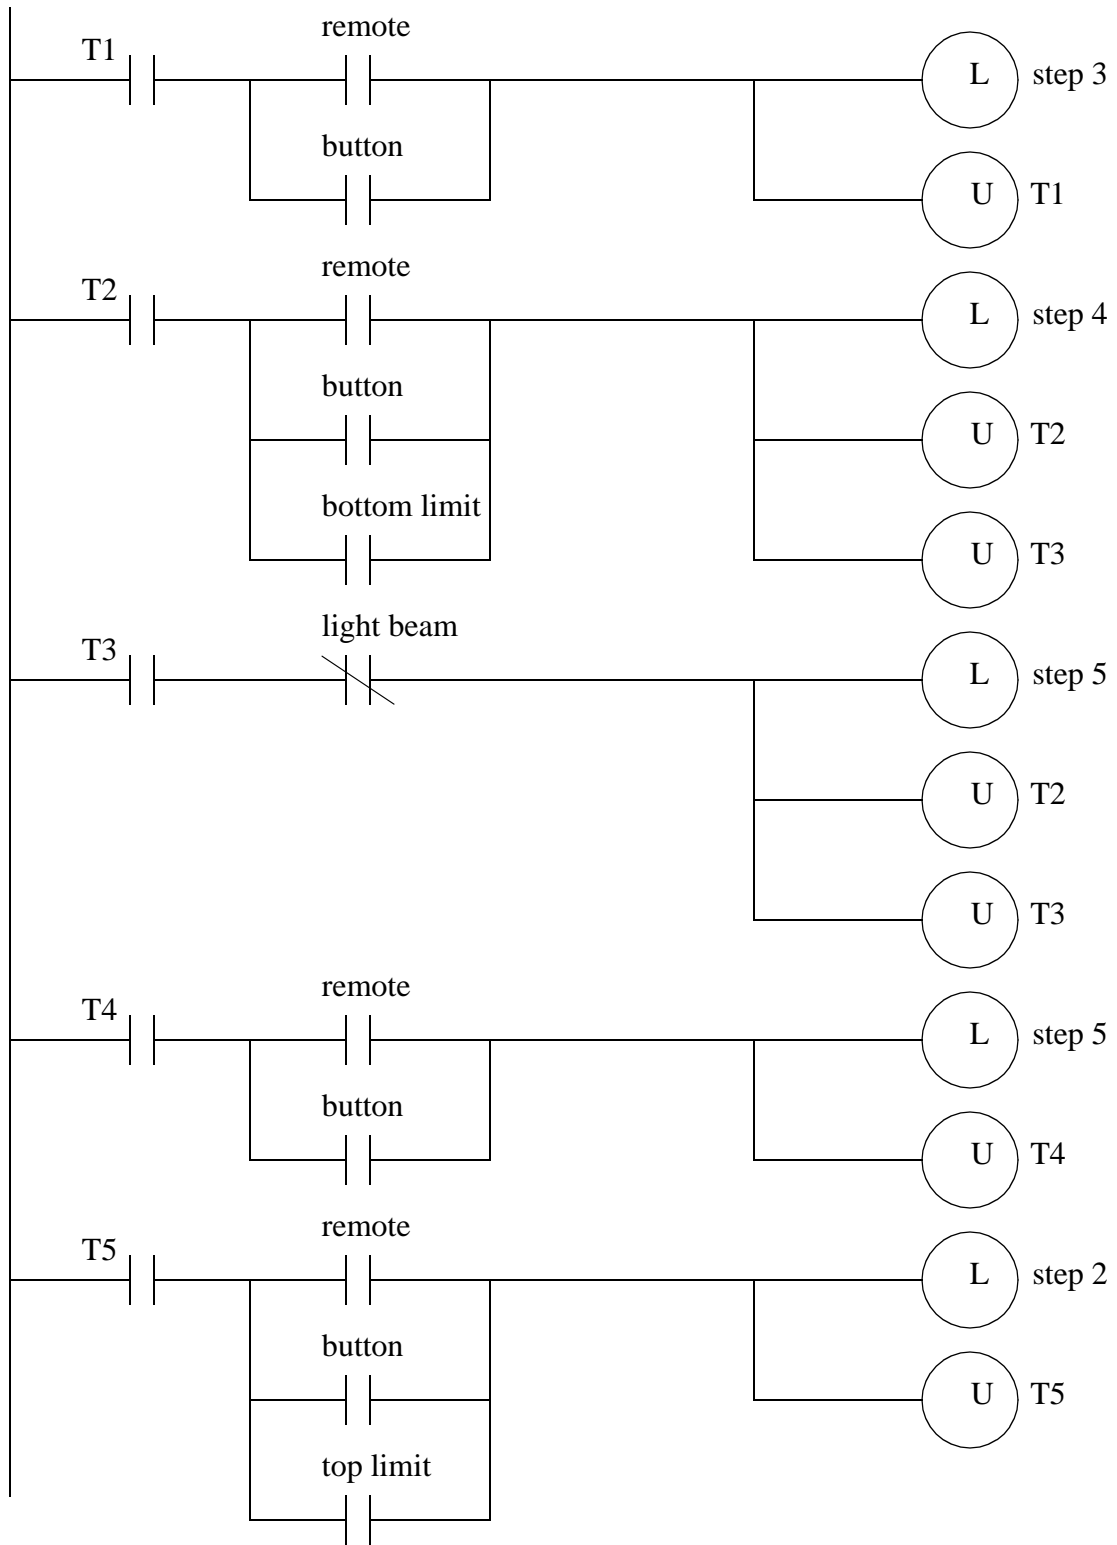 remote
T1
L step 3
button
U T1
remote
T2
L step 4
button
U T2
bottom limit
U T3
light beam
T3
L step 5
U T2
U T3
remote
T4
L step 5
button
U T4
remote
T5
L step 2
button
U T5
top limit